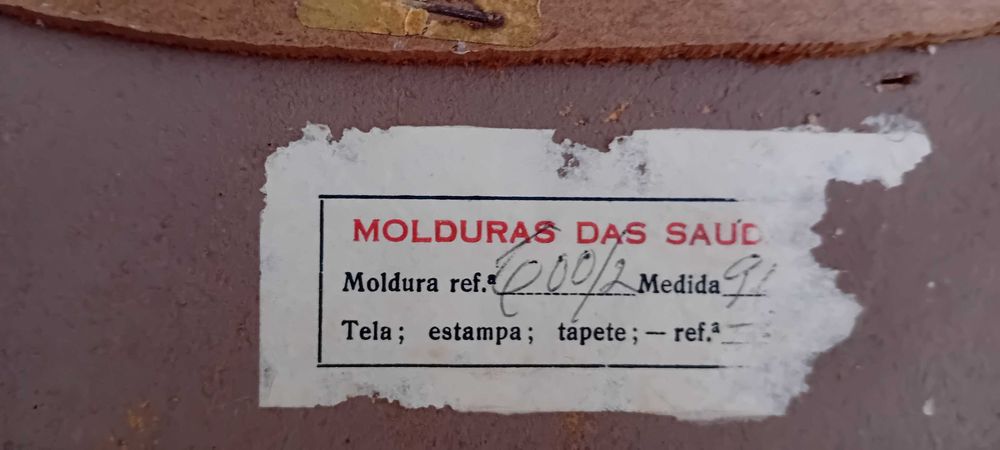 MOLDURAS DAS SAUD
Moldura ref.ª 600/2 Medida
Tela; estampa; tapete; — ref.ª